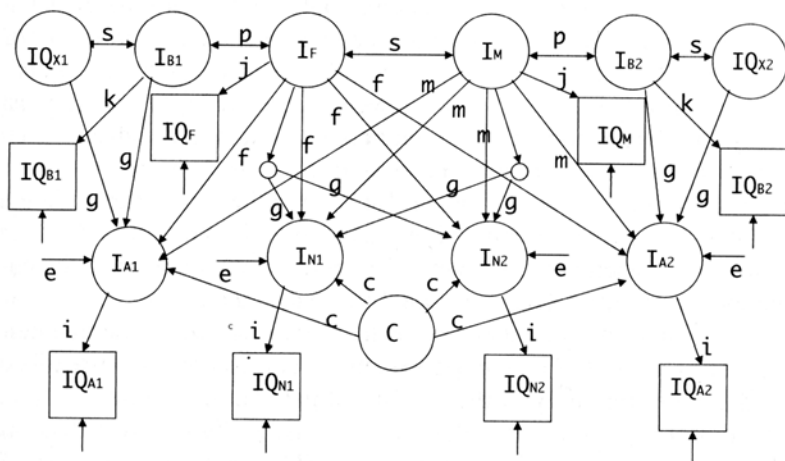 IQX1 s IB1 p IF s IM p IB2 s IQX2
k j f m f m j k
IQF f m IQM
IQB1 g f f m m IQB2
g g g g g g
g g
IA1 e IN1 IN2 e IA2
e e
c c
i c i c C c i i
IQA1 IQN1 IQN2 IQA2